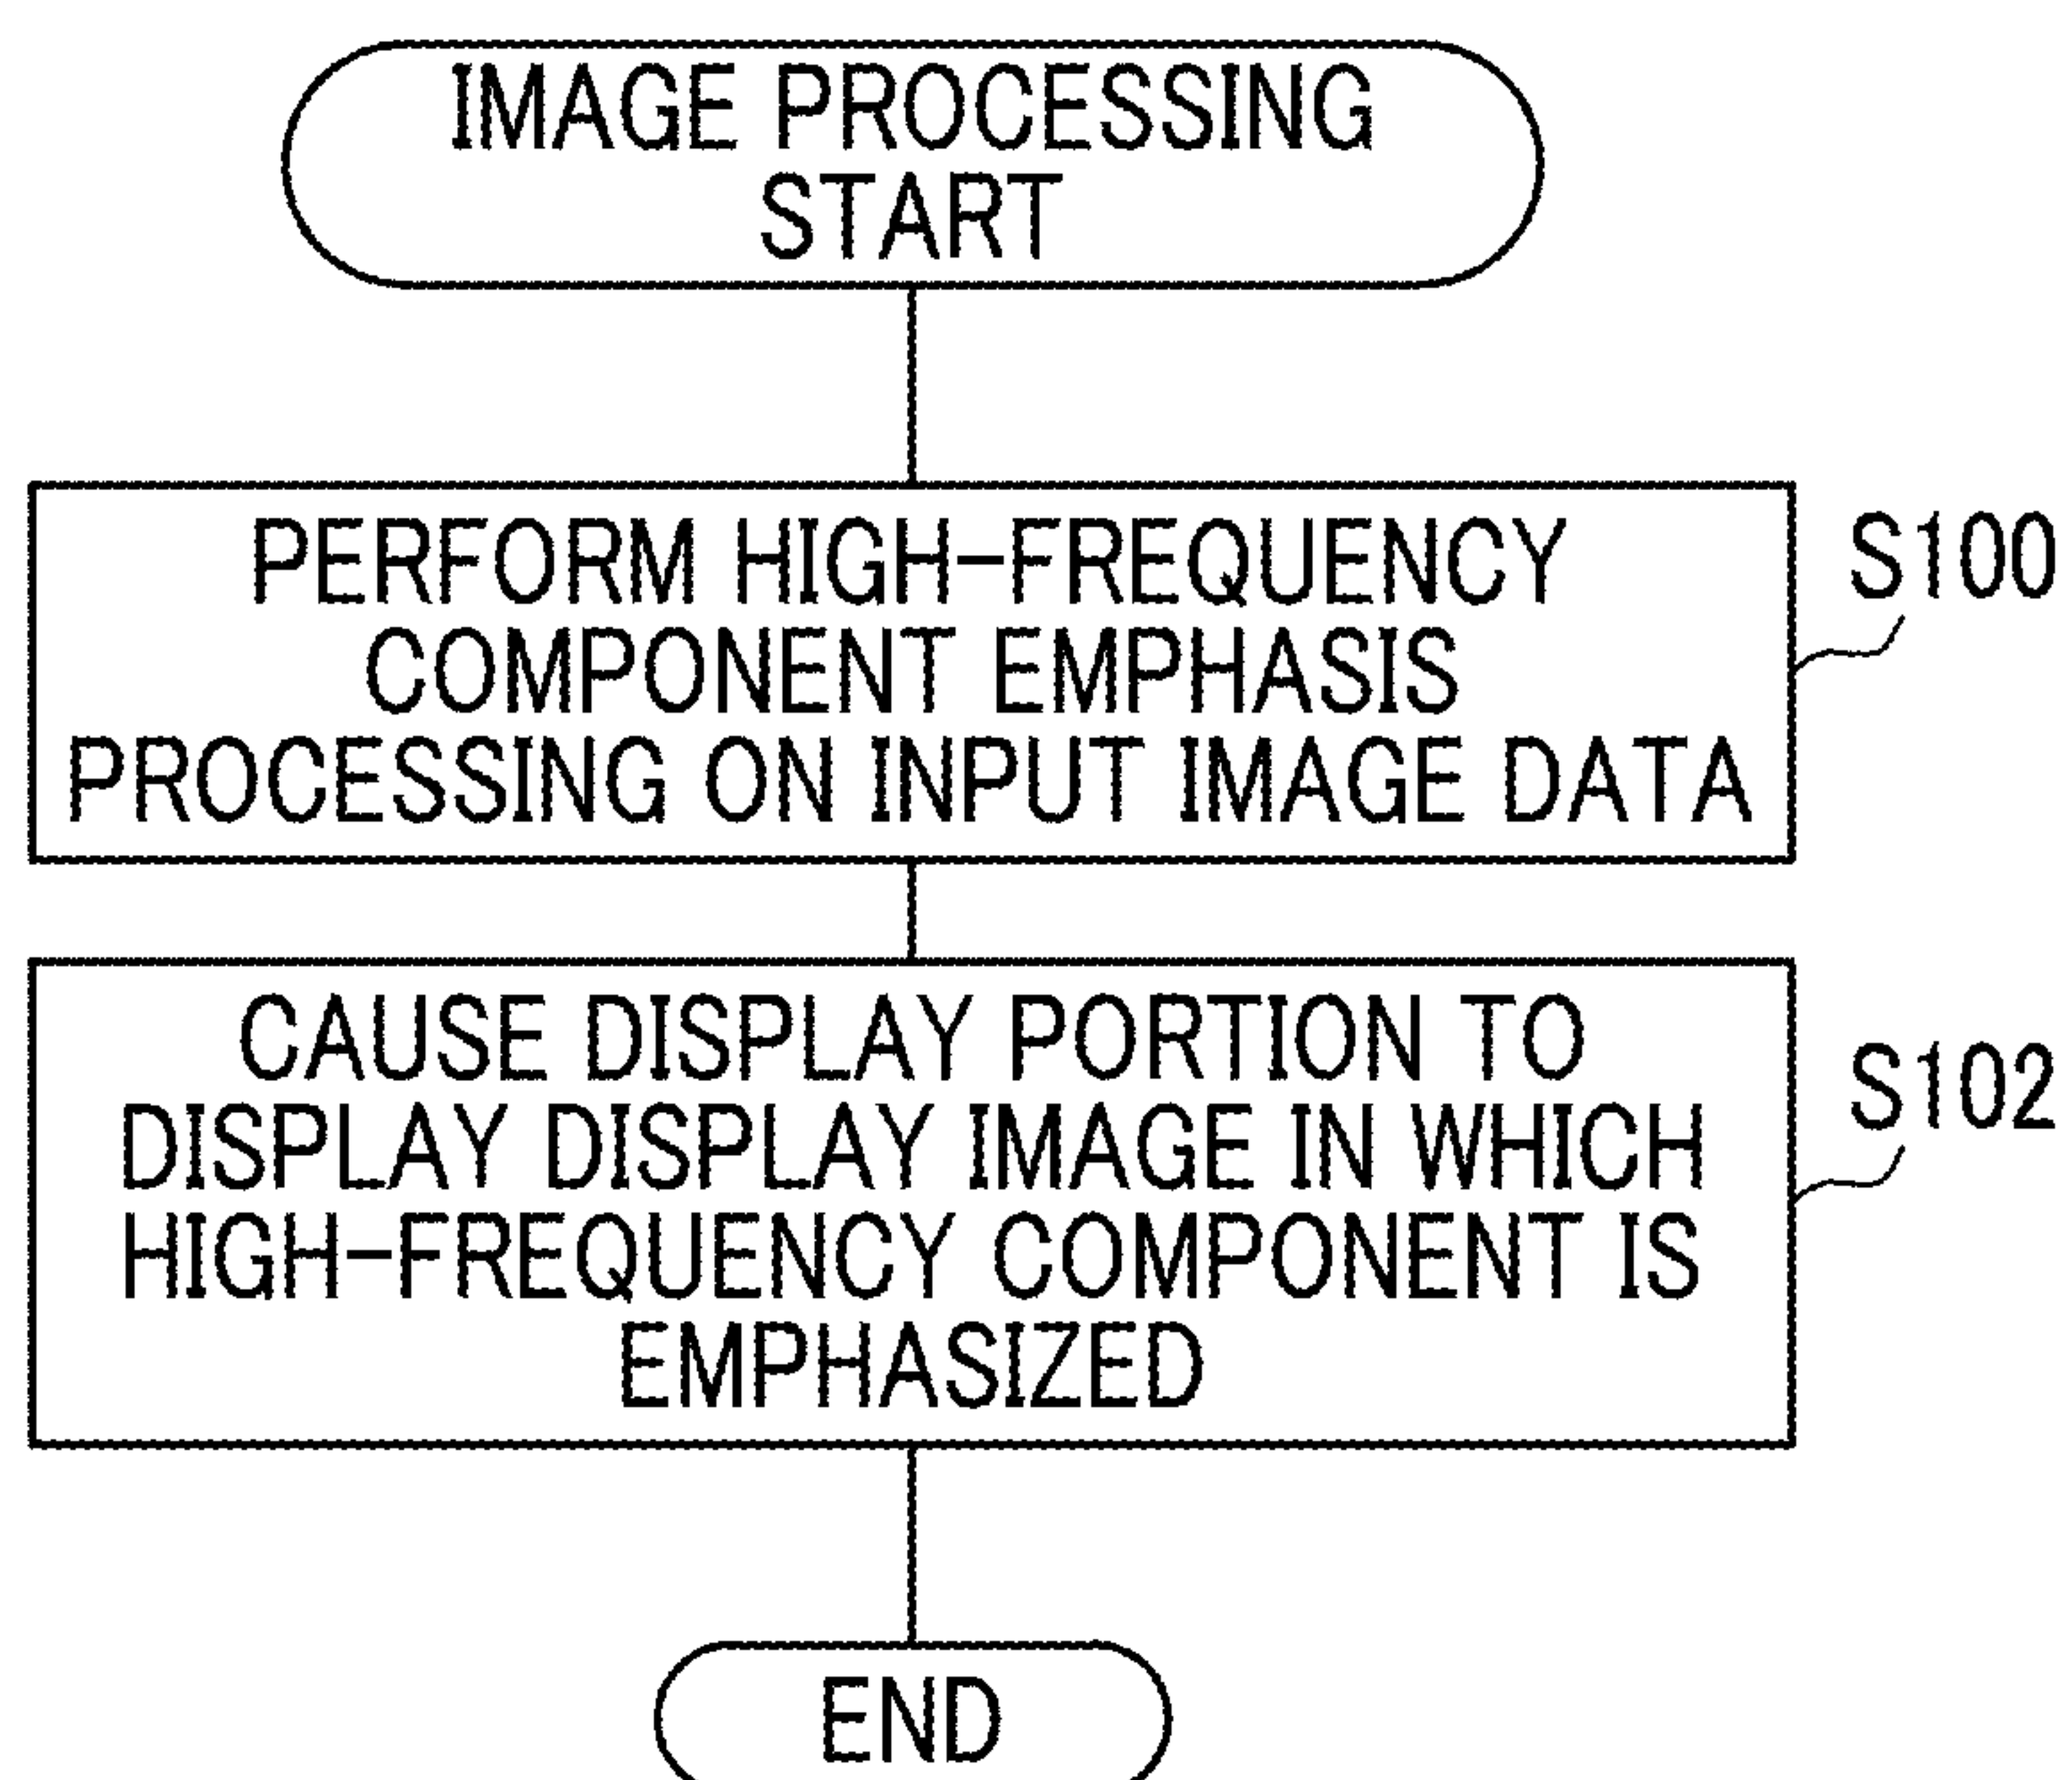 IMAGE PROCESSING
START
PERFORM HIGH-FREQUENCY
COMPONENT EMPHASIS
PROCESSING ON INPUT IMAGE DATA
S100
CAUSE DISPLAY PORTION TO
DISPLAY DISPLAY IMAGE IN WHICH
HIGH-FREQUENCY COMPONENT IS
EMPHASIZED
S102
END